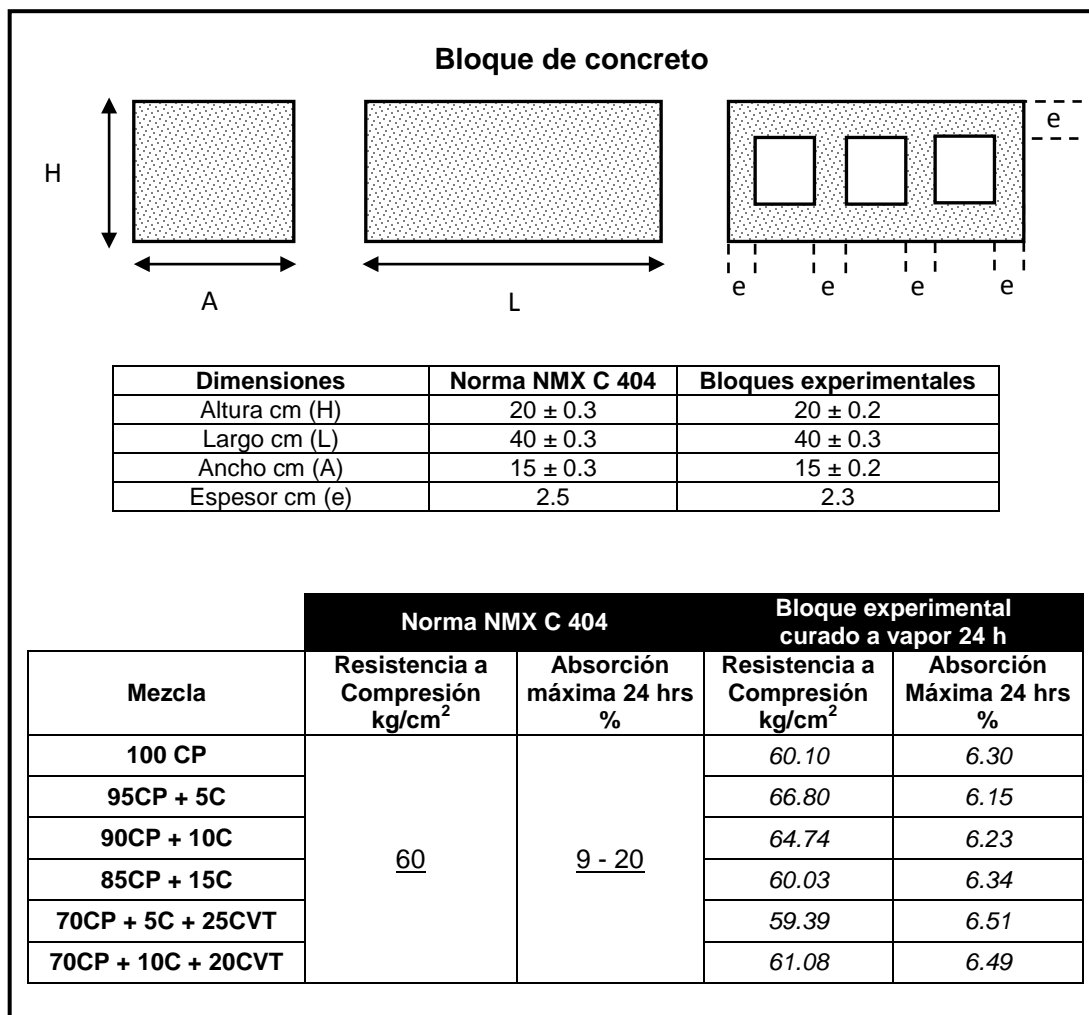 Bloque de concreto
H
A
L
e
e e e e
Dimensiones Norma NMX C 404 Bloques experimentales
Altura cm (H) 20 ± 0.3 20 ± 0.2
Largo cm (L) 40 ± 0.3 40 ± 0.3
Ancho cm (A) 15 ± 0.3 15 ± 0.2
Espesor cm (e) 2.5 2.3
Norma NMX C 404 Bloque experimental
curado a vapor 24 h
Mezcla Resistencia a Compresión kg/cm² Absorción máxima 24 hrs % Resistencia a Compresión kg/cm² Absorción Máxima 24 hrs %
100 CP 60.10 6.30
95CP + 5C 66.80 6.15
90CP + 10C 64.74 6.23
60 9 - 20
85CP + 15C 60.03 6.34
70CP + 5C + 25CVT 59.39 6.51
70CP + 10C + 20CVT 61.08 6.49